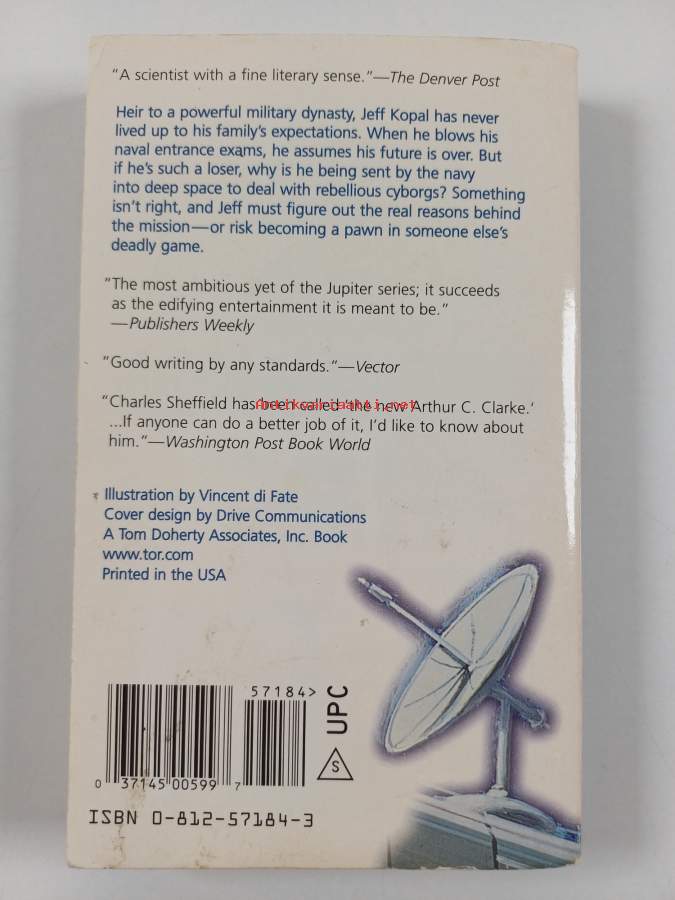 “A scientist with a fine literary sense.”—The Denver Post
Heir to a powerful military dynasty, Jeff Kopal has never
lived up to his family’s expectations. When he blows his
naval entrance exams, he assumes his future is over. But
if he’s such a loser, why is he being sent by the navy
into deep space to deal with rebellious cyborgs? Something
isn’t right, and Jeff must figure out the real reasons behind
the mission—or risk becoming a pawn in someone else’s
deadly game.
“The most ambitious yet of the Jupiter series; it succeeds
as the edifying entertainment it is meant to be.”
—Publishers Weekly
“Good writing by any standards.”—Vector
“Charles Sheffield has been called ‘the new Arthur C. Clarke.’
Antikvariaatti.net
...If anyone can do a better job of it, I’d like to know about
him.”—Washington Post Book World
Illustration by Vincent di Fate
Cover design by Drive Communications
A Tom Doherty Associates, Inc. Book
www.tor.com
Printed in the USA
57184>
UPC
S
0 37145 00599 7
ISBN 0-812-57184-3